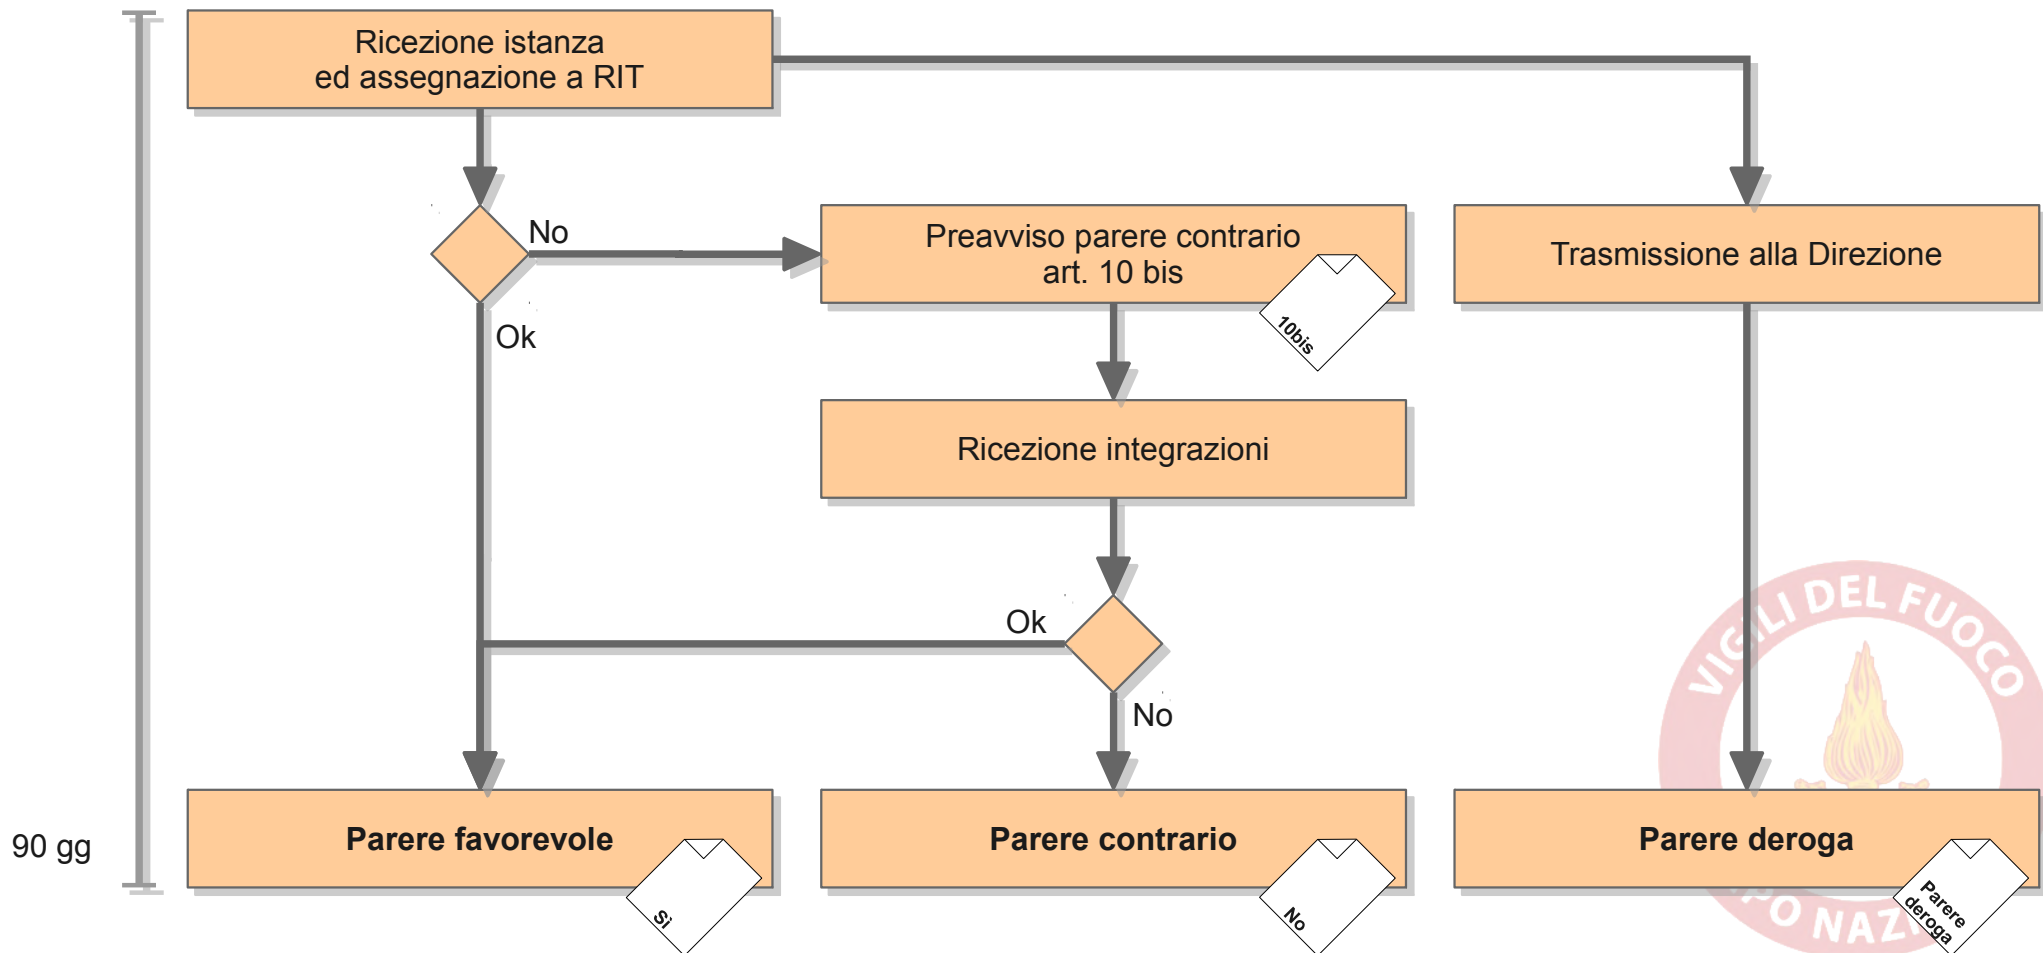 Ricezione istanza
ed assegnazione a RIT
No
Preavviso parere contrario
art. 10 bis
10bis
Trasmissione alla Direzione
Ok
Ricezione integrazioni
Ok
No
VIGILI DEL FUOCO
90 gg
Parere favorevole
Sì
Parere contrario
No
Parere deroga
Parere
deroga